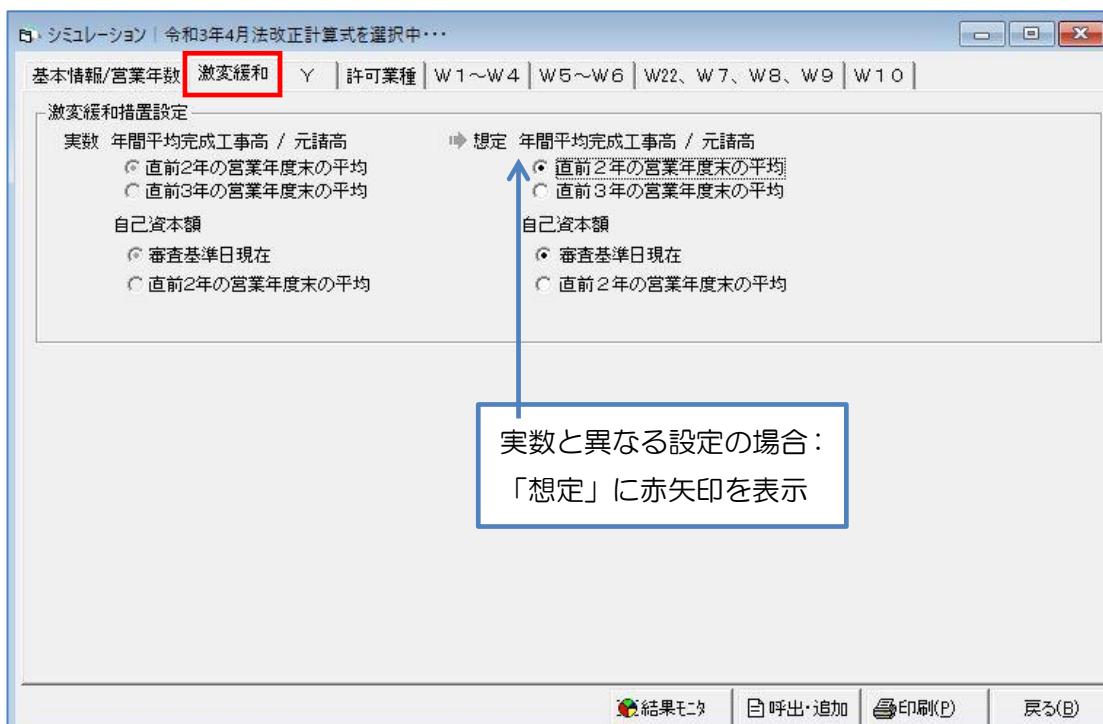 シミュレーション | 令和3年4月法改正計算式を選択中・・・
基本情報/営業年数 激変緩和 Y 許可業種 W1～W4 W5～W6 W22、W7、W8、W9 W10
激変緩和措置設定
実数 年間平均完成工事高 / 元請高
直前2年の営業年度末の平均
直前3年の営業年度末の平均
自己資本額
審査基準日現在
直前2年の営業年度末の平均
想定 年間平均完成工事高 / 元請高
直前２年の営業年度末の平均
直前３年の営業年度末の平均
自己資本額
審査基準日現在
直前２年の営業年度末の平均
実数と異なる設定の場合：
「想定」に赤矢印を表示
結果モニタ 呼出・追加 印刷(P) 戻る(B)